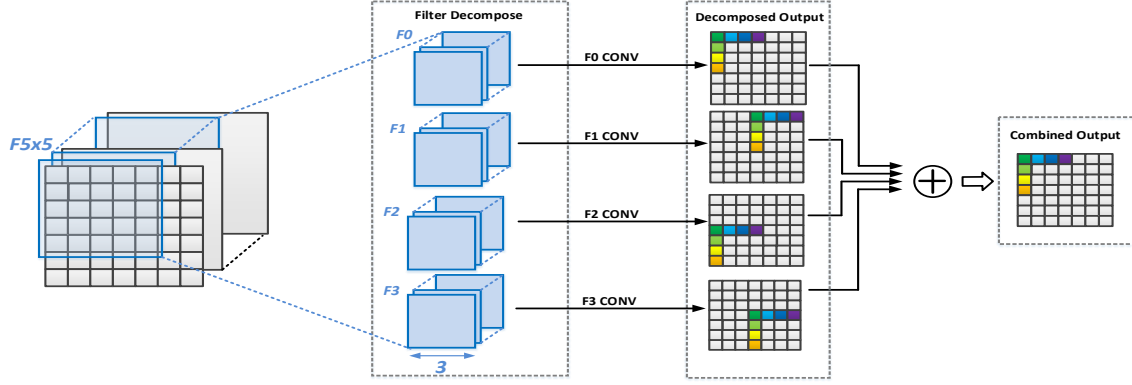 Filter Decompose
Decomposed Output
F0
F0 CONV
F5x5
F1
F1 CONV
Combined Output
F2
F2 CONV
F3
F3 CONV
3